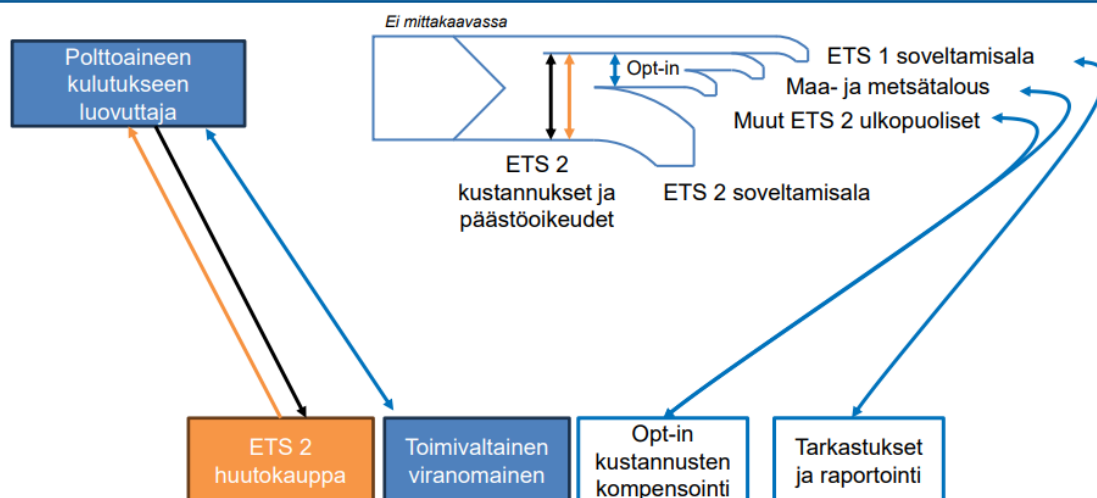 Ei mittakaavassa
Polttoaineen
kulutukseen
luovuttaja
Opt-in
ETS 1 soveltamisala
Maa- ja metsätalous
Muut ETS 2 ulkopuoliset
ETS 2
kustannukset ja
päästöoikeudet
ETS 2 soveltamisala
ETS 2
huutokauppa
Toimivaltainen
viranomainen
Opt-in
kustannusten
kompensointi
Tarkastukset
ja raportointi